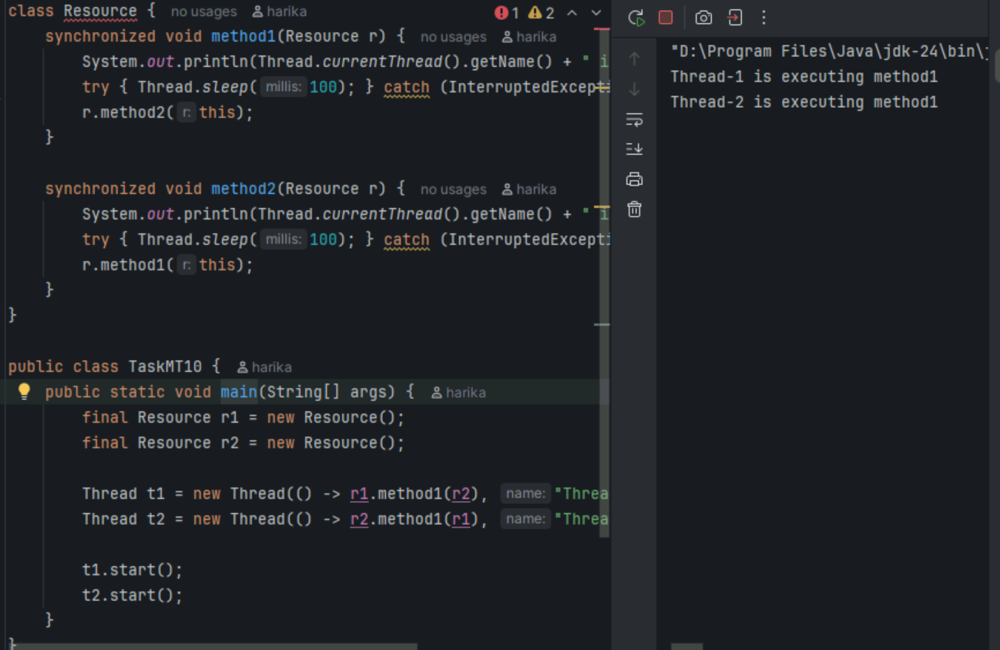 class Resource { no usages harika 1 2
synchronized void method1(Resource r) { no usages harika
System.out.println(Thread.currentThread().getName() + " i
try { Thread.sleep( millis: 100); } catch (InterruptedExcepti
r.method2( r: this);
}
synchronized void method2(Resource r) { no usages harika
System.out.println(Thread.currentThread().getName() + " i
try { Thread.sleep( millis: 100); } catch (InterruptedExcepti
r.method1( r: this);
}
}
public class TaskMT10 { harika
public static void main(String[] args) { harika
final Resource r1 = new Resource();
final Resource r2 = new Resource();
Thread t1 = new Thread(() -> r1.method1(r2), name: "Threa
Thread t2 = new Thread(() -> r2.method1(r1), name: "Threa
t1.start();
t2.start();
}
}
"D:\Program Files\Java\jdk-24\bin\
Thread-1 is executing method1
Thread-2 is executing method1